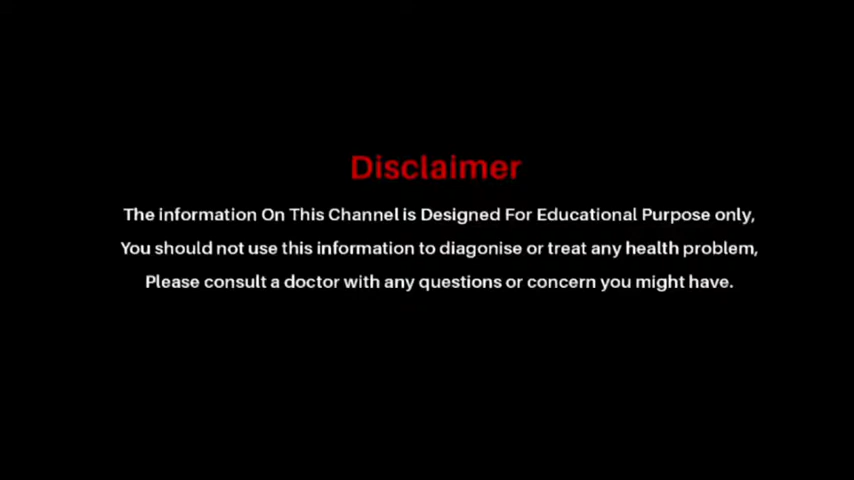 Disclaimer
The information On This Channel is Designed For Educational Purpose only,
You should not use this information to diagonise or treat any health problem,
Please consult a doctor with any questions or concern you might have.